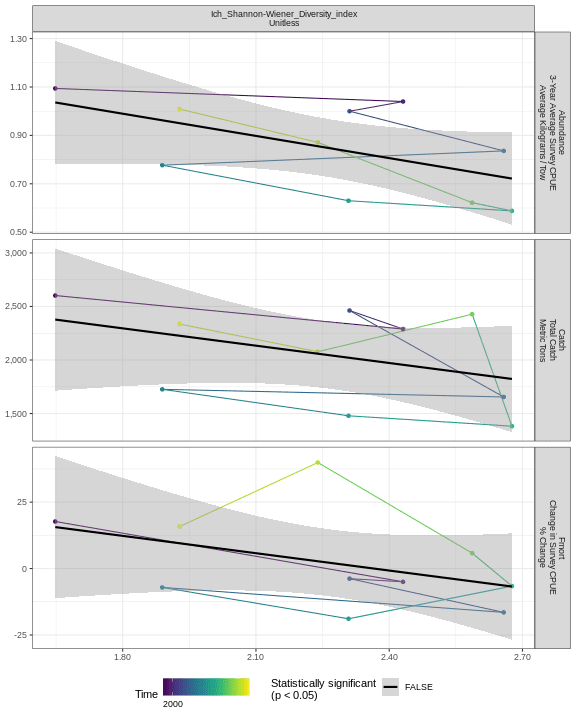 Ich_Shannon-Wiener_Diversity_index
Unitless
1.30
1.10
0.90
0.70
0.50
Abundance
3-Year Average Survey CPUE
Average Kilograms / Tow
3,000
2,500
2,000
1,500
Catch
Total Catch
Metric Tons
25
0
-25
Fmort
Change in Survey CPUE
% Change
1.80
2.10
2.40
2.70
Time
2000
Statistically significant
(p < 0.05)
FALSE